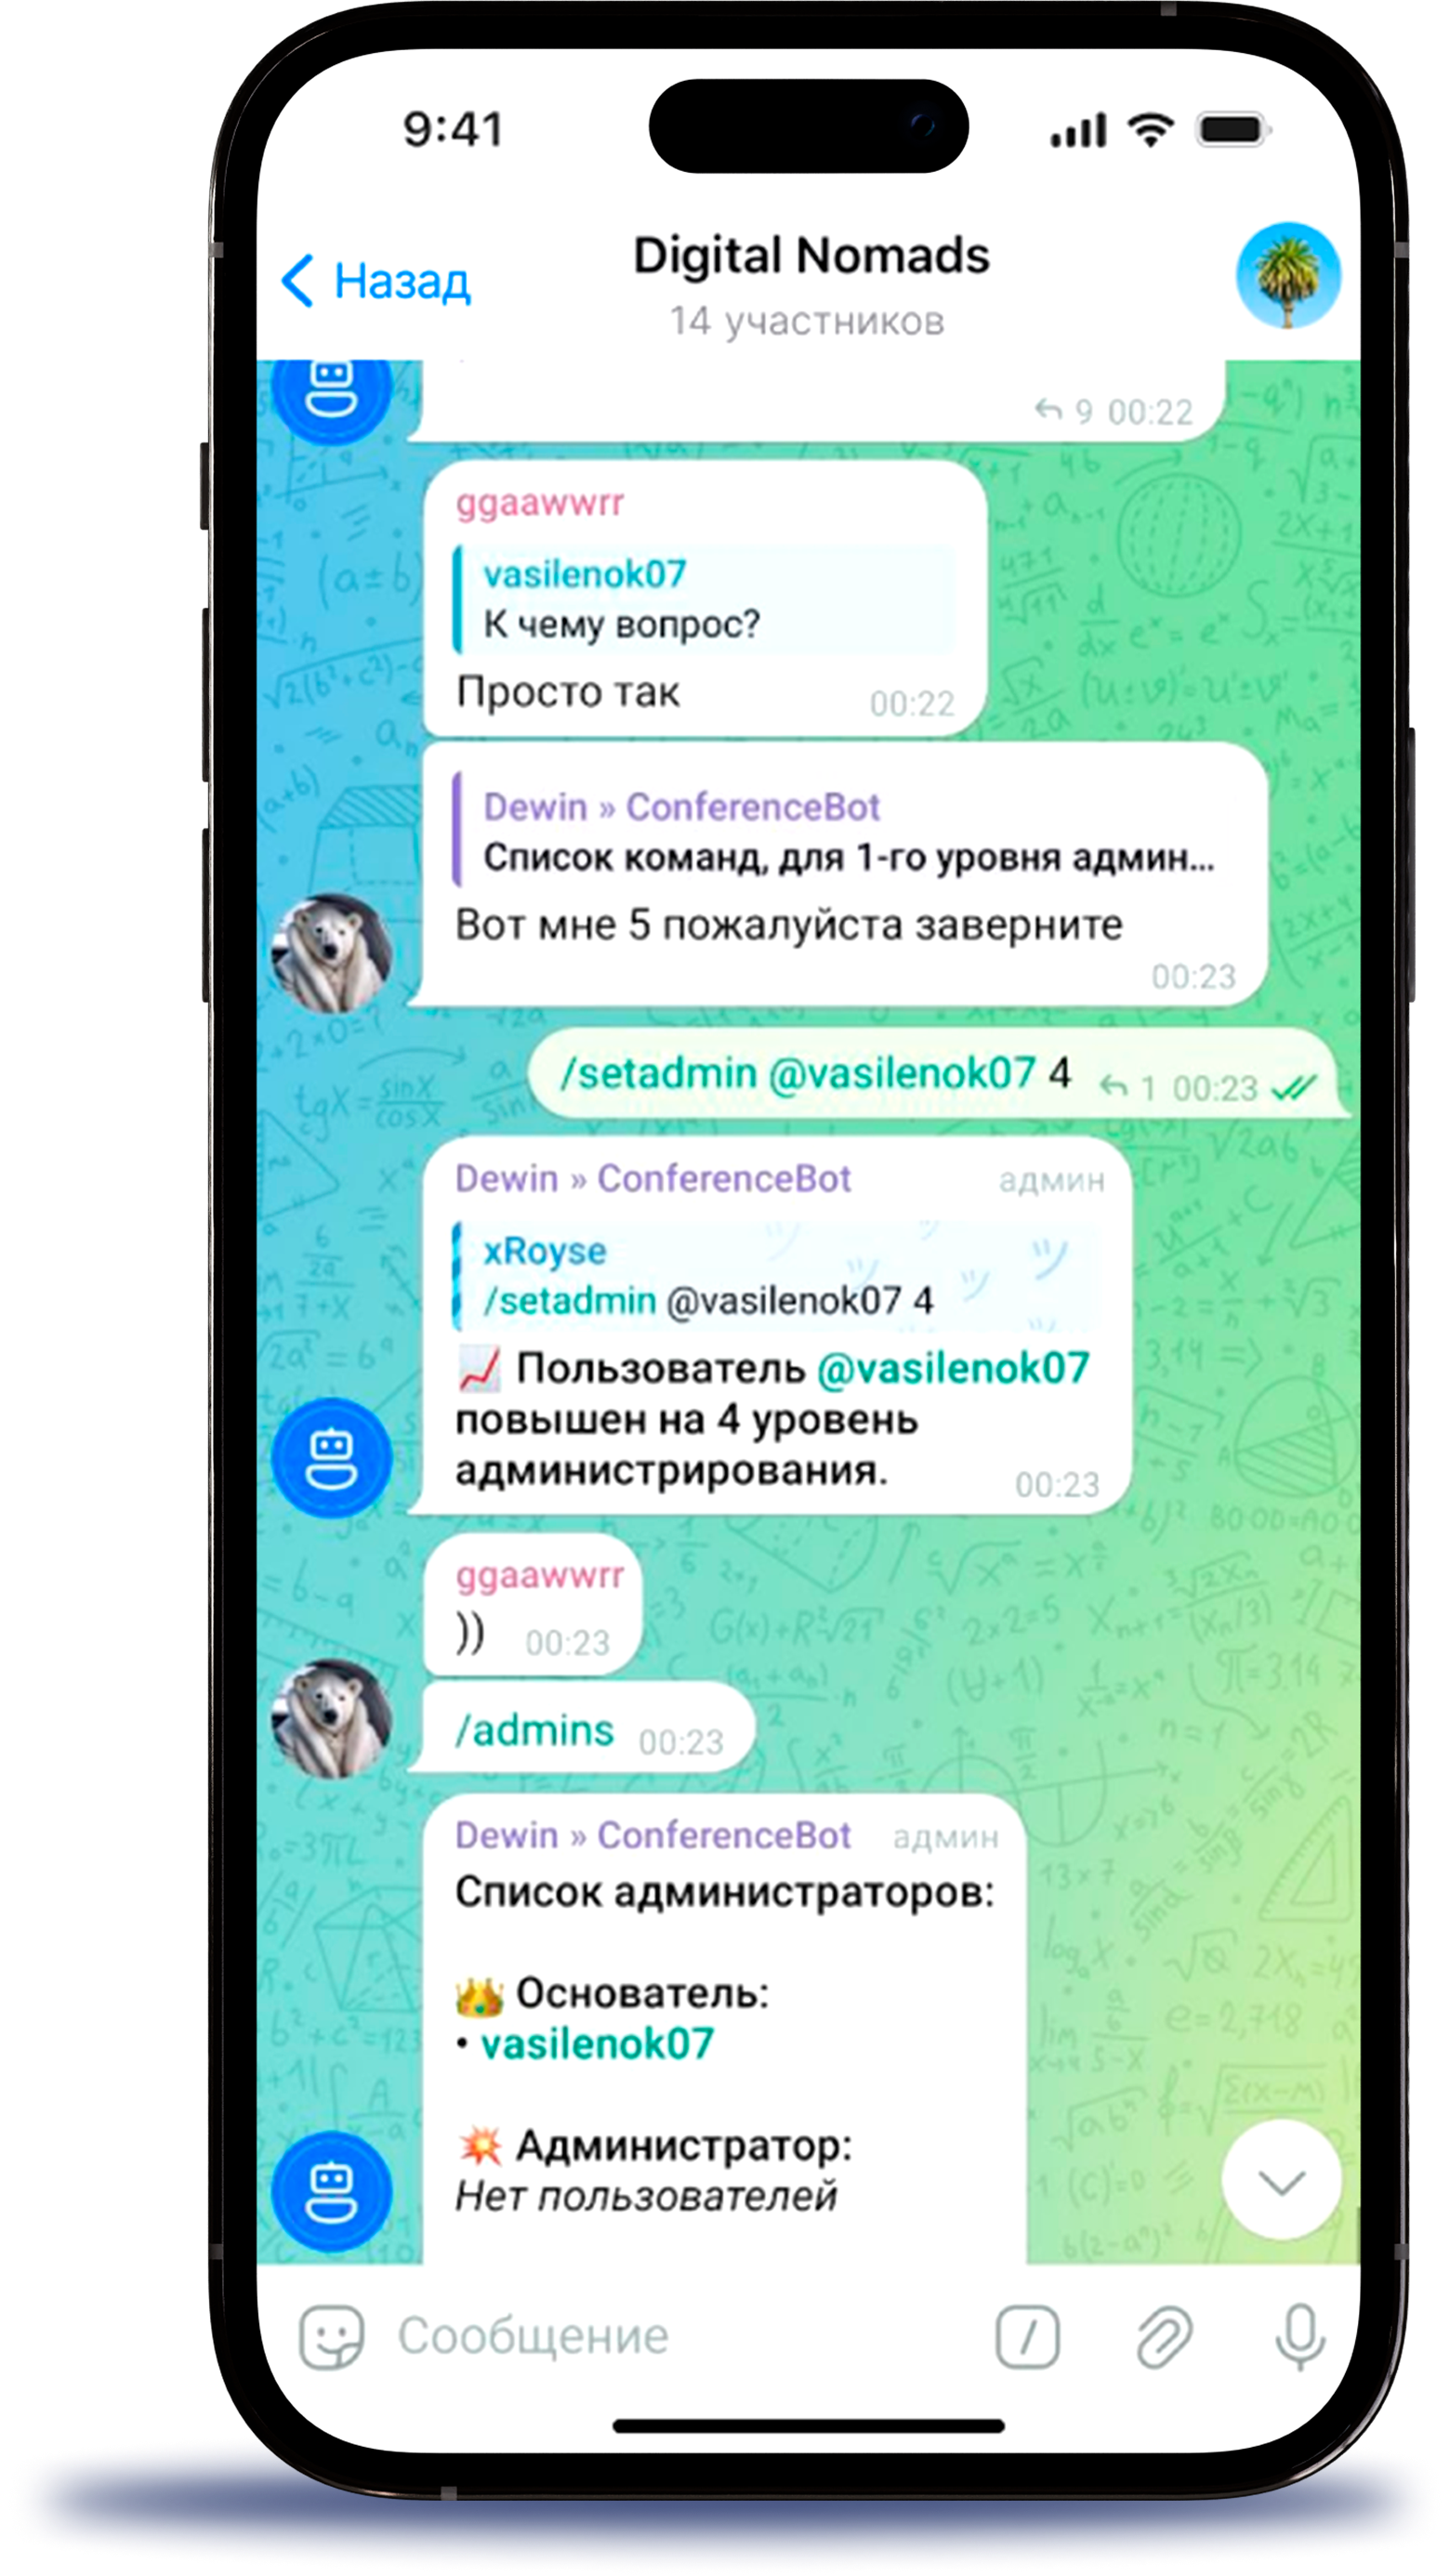 9:41
Назад
Digital Nomads
14 участников
9 00:22
ggaawwrr
vasilenok07
К чему вопрос?
Просто так 00:22
Dewin » ConferenceBot
Список команд, для 1-го уровня админ...
Вот мне 5 пожалуйста заверните
00:23
/setadmin @vasilenok07 4 1 00:23
Dewin » ConferenceBot админ
xRoyse
/setadmin @vasilenok07 4
📈 Пользователь @vasilenok07
повышен на 4 уровень
администрирования. 00:23
ggaawwrr
)) 00:23
/admins 00:23
Dewin » ConferenceBot админ
Список администраторов:
👑 Основатель:
• vasilenok07
💥 Администратор:
Нет пользователей
Сообщение